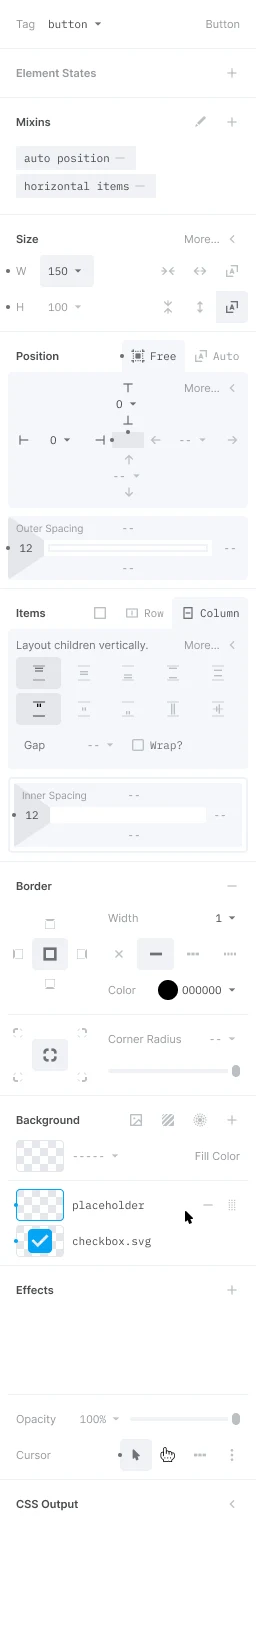 Tag button Button
Element States
Mixins
auto position
horizontal items
Size More...
W 150
H 100
Position Free Auto
More...
0
0 --
--
Outer Spacing --
12 --
--
Items Row Column
Layout children vertically. More...
Gap -- Wrap?
Inner Spacing --
12 --
--
Border
Width 1
Color 000000
Corner Radius --
Background
----- Fill Color
placeholder
checkbox.svg
Effects
Opacity 100%
Cursor
CSS Output